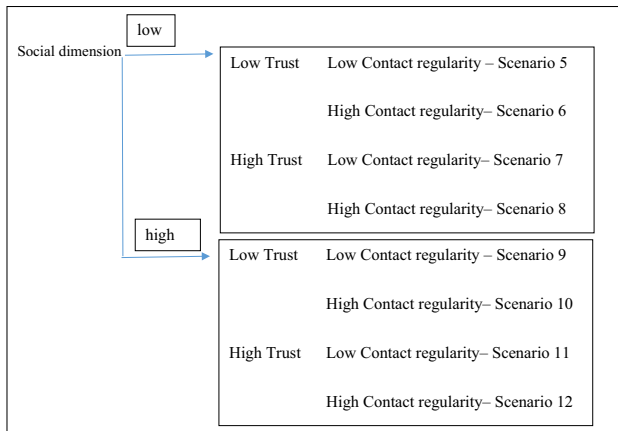 low
Social dimension
Low Trust Low Contact regularity – Scenario 5
High Contact regularity– Scenario 6
High Trust Low Contact regularity– Scenario 7
High Contact regularity– Scenario 8
high
Low Trust Low Contact regularity– Scenario 9
High Contact regularity– Scenario 10
High Trust Low Contact regularity– Scenario 11
High Contact regularity– Scenario 12